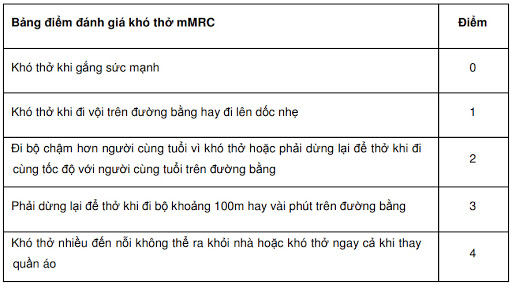 Bảng điểm đánh giá khó thở mMRC Điểm
Khó thở khi gắng sức mạnh 0
Khó thở khi đi vội trên đường bằng hay đi lên dốc nhẹ 1
Đi bộ chậm hơn người cùng tuổi vì khó thở hoặc phải dừng lại để thở khi đi
cùng tốc độ với người cùng tuổi trên đường bằng 2
Phải dừng lại để thở khi đi bộ khoảng 100m hay vài phút trên đường bằng 3
Khó thở nhiều đến nỗi không thể ra khỏi nhà hoặc khó thở ngay cả khi thay
quần áo 4